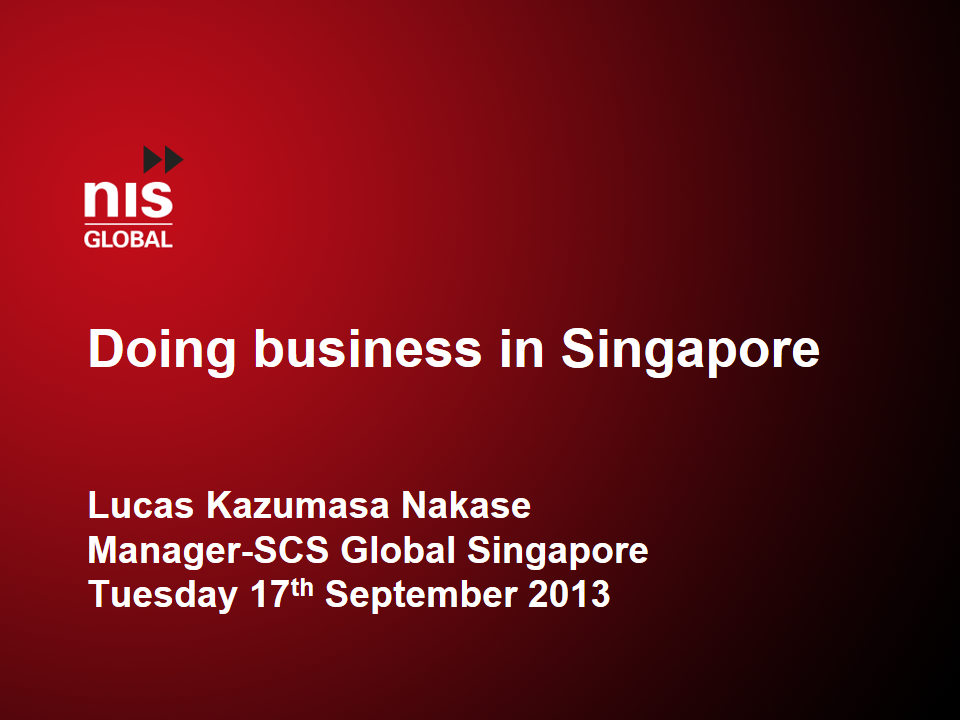 nis
GLOBAL
Doing business in Singapore
Lucas Kazumasa Nakase
Manager-SCS Global Singapore
Tuesday 17th September 2013